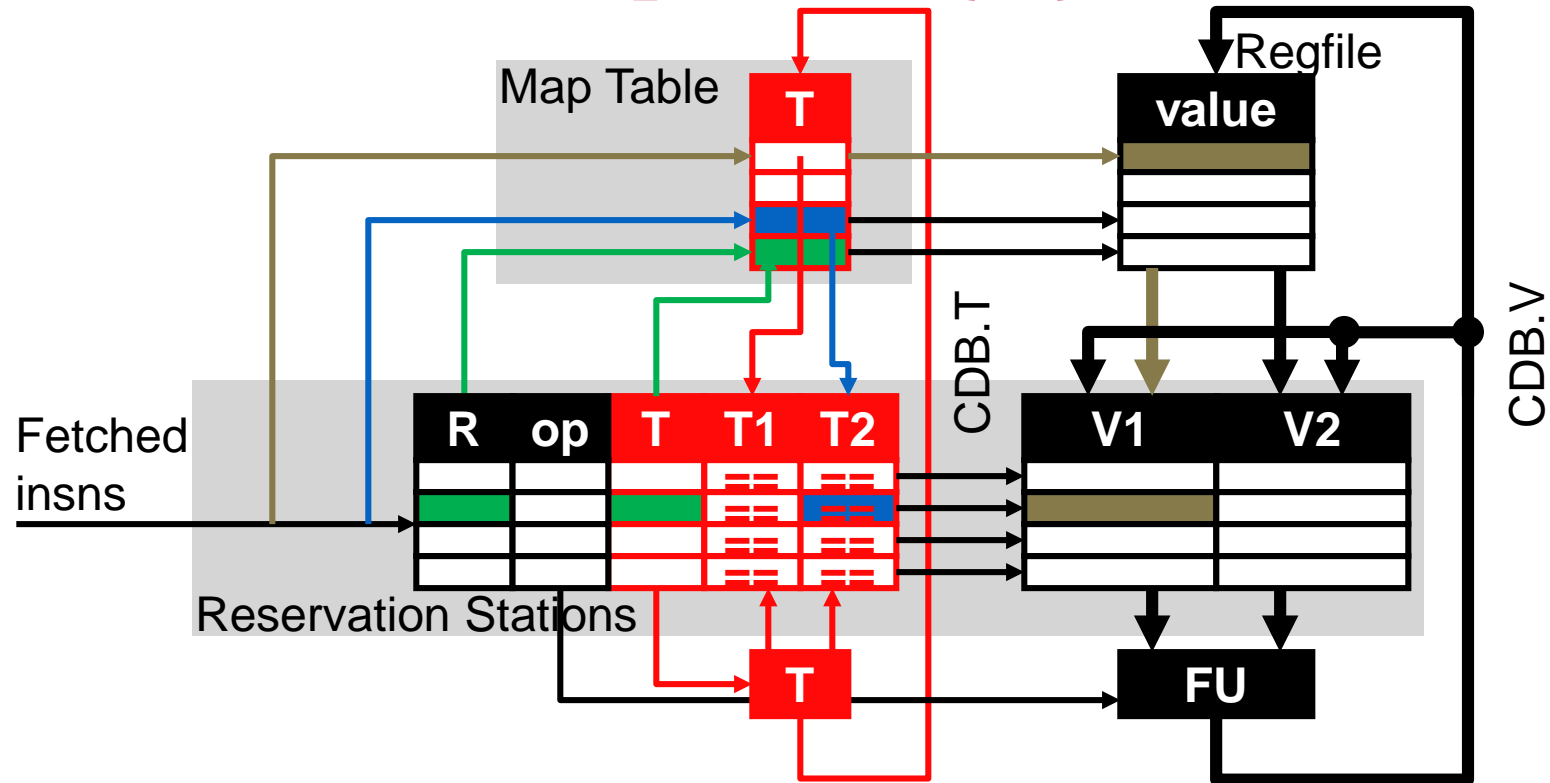 Regfile
Map Table
T
value
CDB.T
CDB.V
R op T T1 T2
V1 V2
Fetched
insns
== ==
== ==
== ==
== ==
Reservation Stations
T
FU